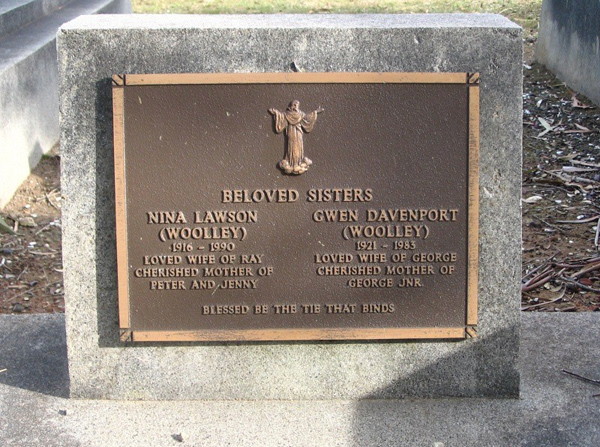 BELOVED SISTERS
NINA LAWSON
(WOOLLEY)
1916 - 1990
LOVED WIFE OF RAY
CHERISHED MOTHER OF
PETER AND JENNY
GWEN DAVENPORT
(WOOLLEY)
1921 - 1983
LOVED WIFE OF GEORGE
CHERISHED MOTHER OF
GEORGE JNR.
BLESSED BE THE TIE THAT BINDS